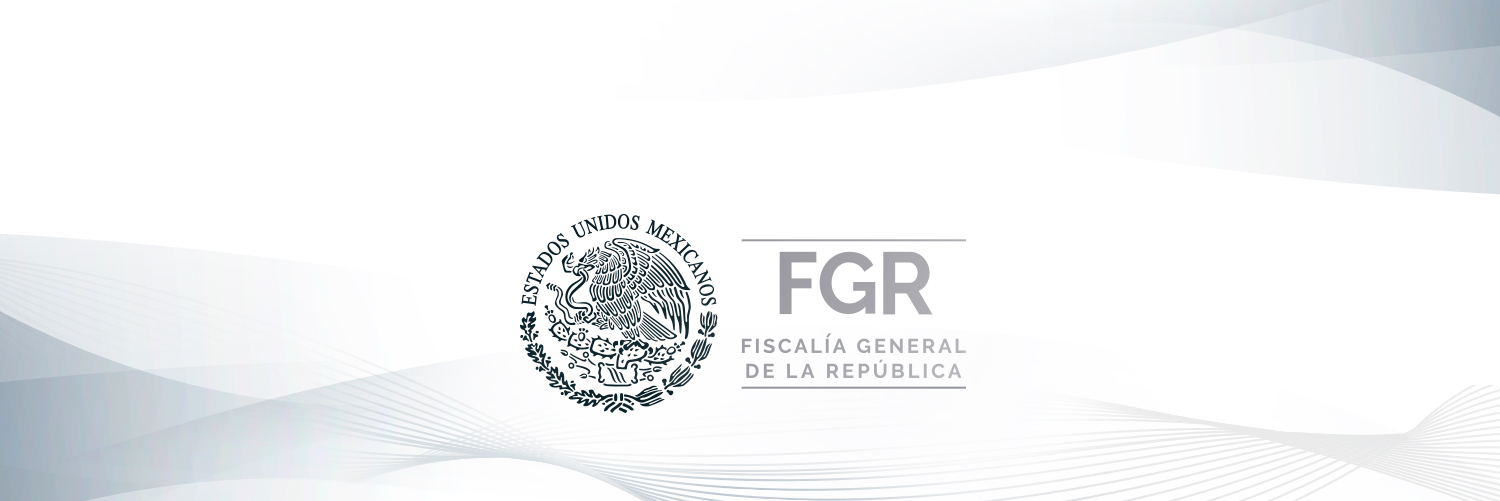 ESTADOS UNIDOS MEXICANOS
FGR
FISCALÍA GENERAL
DE LA REPÚBLICA